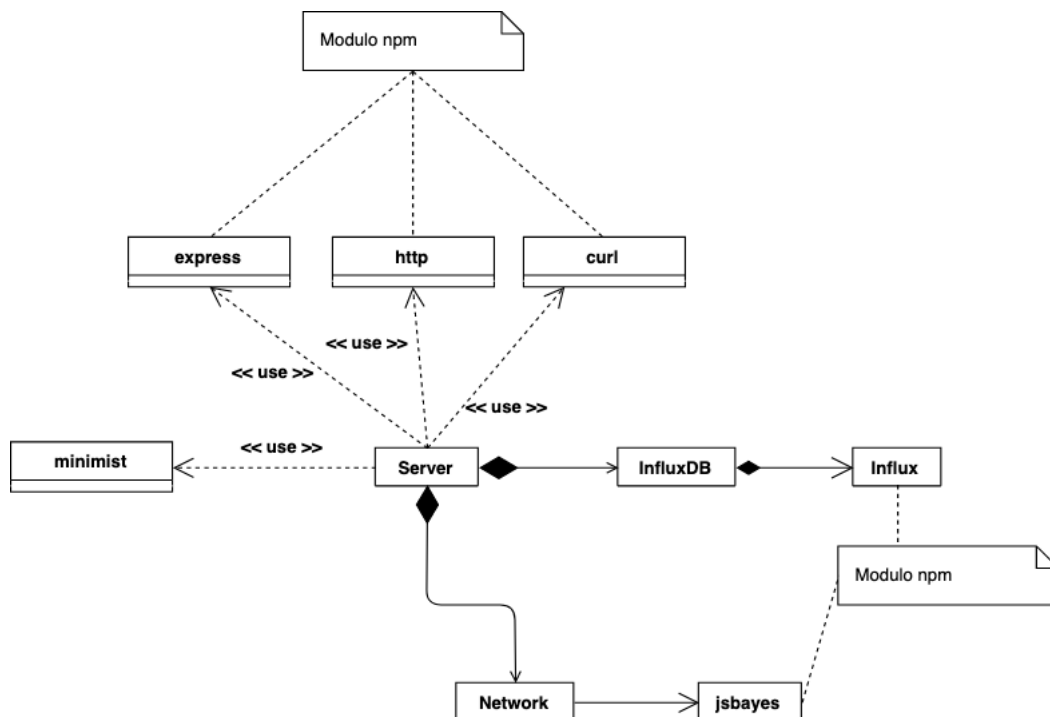 Modulo npm
express
http
curl
<< use >>
<< use >>
<< use >>
<< use >>
minimist
Server
InfluxDB
Influx
Modulo npm
Network
jsbayes